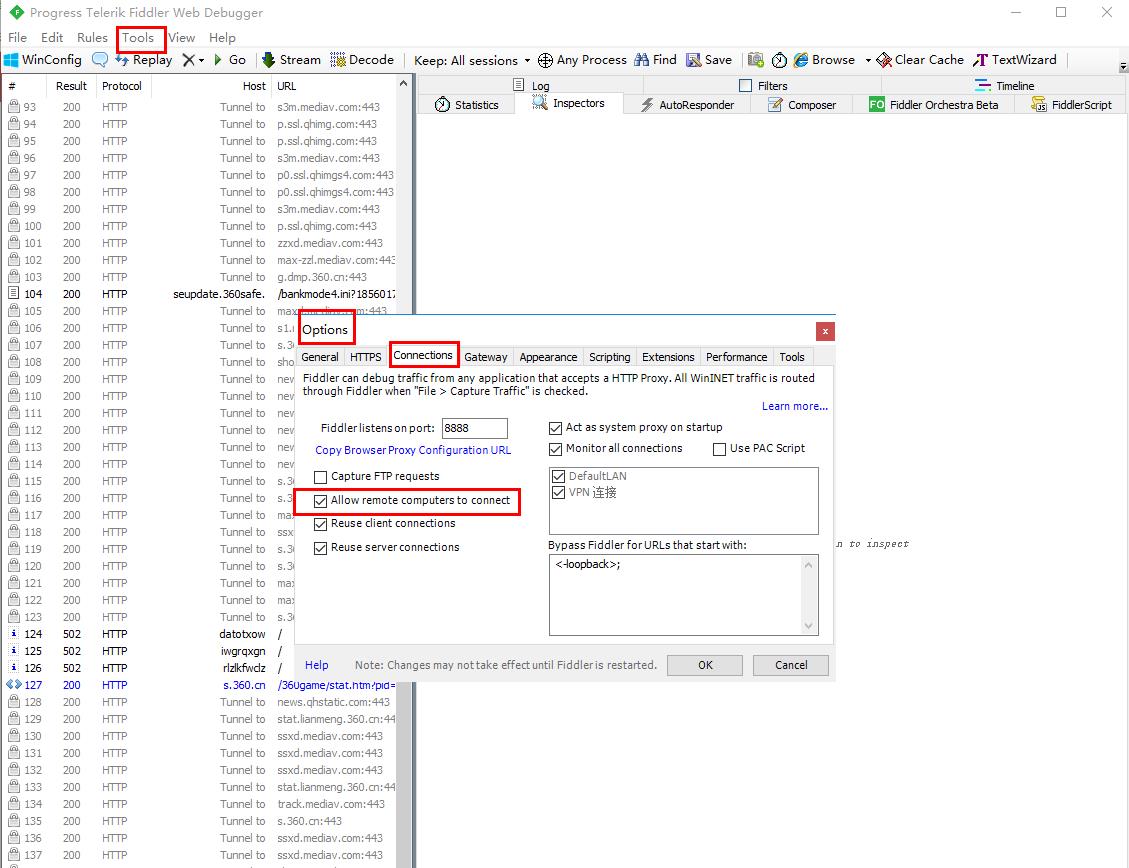 Progress Telerik Fiddler Web Debugger
File Edit Rules Tools View Help
WinConfig Replay Go Stream Decode Keep: All sessions Any Process Find Save Browse Clear Cache TextWizard
# Result Protocol Host URL
93 200 HTTP Tunnel to s3m.mediav.com:443
94 200 HTTP Tunnel to p.ssl.qhimg.com:443
95 200 HTTP Tunnel to p.ssl.qhimg.com:443
96 200 HTTP Tunnel to s3m.mediav.com:443
97 200 HTTP Tunnel to p0.ssl.qhimgs4.com:443
98 200 HTTP Tunnel to p0.ssl.qhimgs4.com:443
99 200 HTTP Tunnel to s3m.mediav.com:443
100 200 HTTP Tunnel to p.ssl.qhimg.com:443
101 200 HTTP Tunnel to zzxd.mediav.com:443
102 200 HTTP Tunnel to max-zzl.mediav.com:443
103 200 HTTP Tunnel to g.dmp.360.cn:443
104 200 HTTP seupdate.360safe. /bankmode4.ini?1856017
105 200 HTTP Tunnel to max
106 200 HTTP Tunnel to s1.
107 200 HTTP Tunnel to s.3
108 200 HTTP Tunnel to sho
109 200 HTTP Tunnel to new
110 200 HTTP Tunnel to new
111 200 HTTP Tunnel to new
112 200 HTTP Tunnel to new
113 200 HTTP Tunnel to new
114 200 HTTP Tunnel to new
115 200 HTTP Tunnel to s.3
116 200 HTTP Tunnel to s.3
117 200 HTTP Tunnel to max
118 200 HTTP Tunnel to ssx
119 200 HTTP Tunnel to s.3
120 200 HTTP Tunnel to s.3
121 200 HTTP Tunnel to max
122 200 HTTP Tunnel to max
123 200 HTTP Tunnel to s.3
124 502 HTTP datotxow /
125 502 HTTP iwgrqxgn /
126 502 HTTP rlzlkfwclz /
127 200 HTTP s.360.cn /360game/stat.htm?pid=
128 200 HTTP Tunnel to news.qhstatic.com:443
129 200 HTTP Tunnel to stat.lianmeng.360.cn:44
130 200 HTTP Tunnel to ssxd.mediav.com:443
131 200 HTTP Tunnel to ssxd.mediav.com:443
132 200 HTTP Tunnel to ssxd.mediav.com:443
133 200 HTTP Tunnel to stat.lianmeng.360.cn:44
134 200 HTTP Tunnel to track.mediav.com:443
135 200 HTTP Tunnel to s.360.cn:443
136 200 HTTP Tunnel to ssxd.mediav.com:443
137 200 HTTP Tunnel to ssxd.mediav.com:443
Log Filters Timeline
Statistics Inspectors AutoResponder Composer FO Fiddler Orchestra Beta FiddlerScript
n to inspect
Options
General HTTPS Connections Gateway Appearance Scripting Extensions Performance Tools
Fiddler can debug traffic from any application that accepts a HTTP Proxy. All WinINET traffic is routed
through Fiddler when "File > Capture Traffic" is checked.
Learn more...
Fiddler listens on port: 8888
Copy Browser Proxy Configuration URL
Capture FTP requests
Allow remote computers to connect
Reuse client connections
Reuse server connections
Act as system proxy on startup
Monitor all connections Use PAC Script
DefaultLAN
VPN 连接
Bypass Fiddler for URLs that start with:
<-loopback>;
Help Note: Changes may not take effect until Fiddler is restarted. OK Cancel